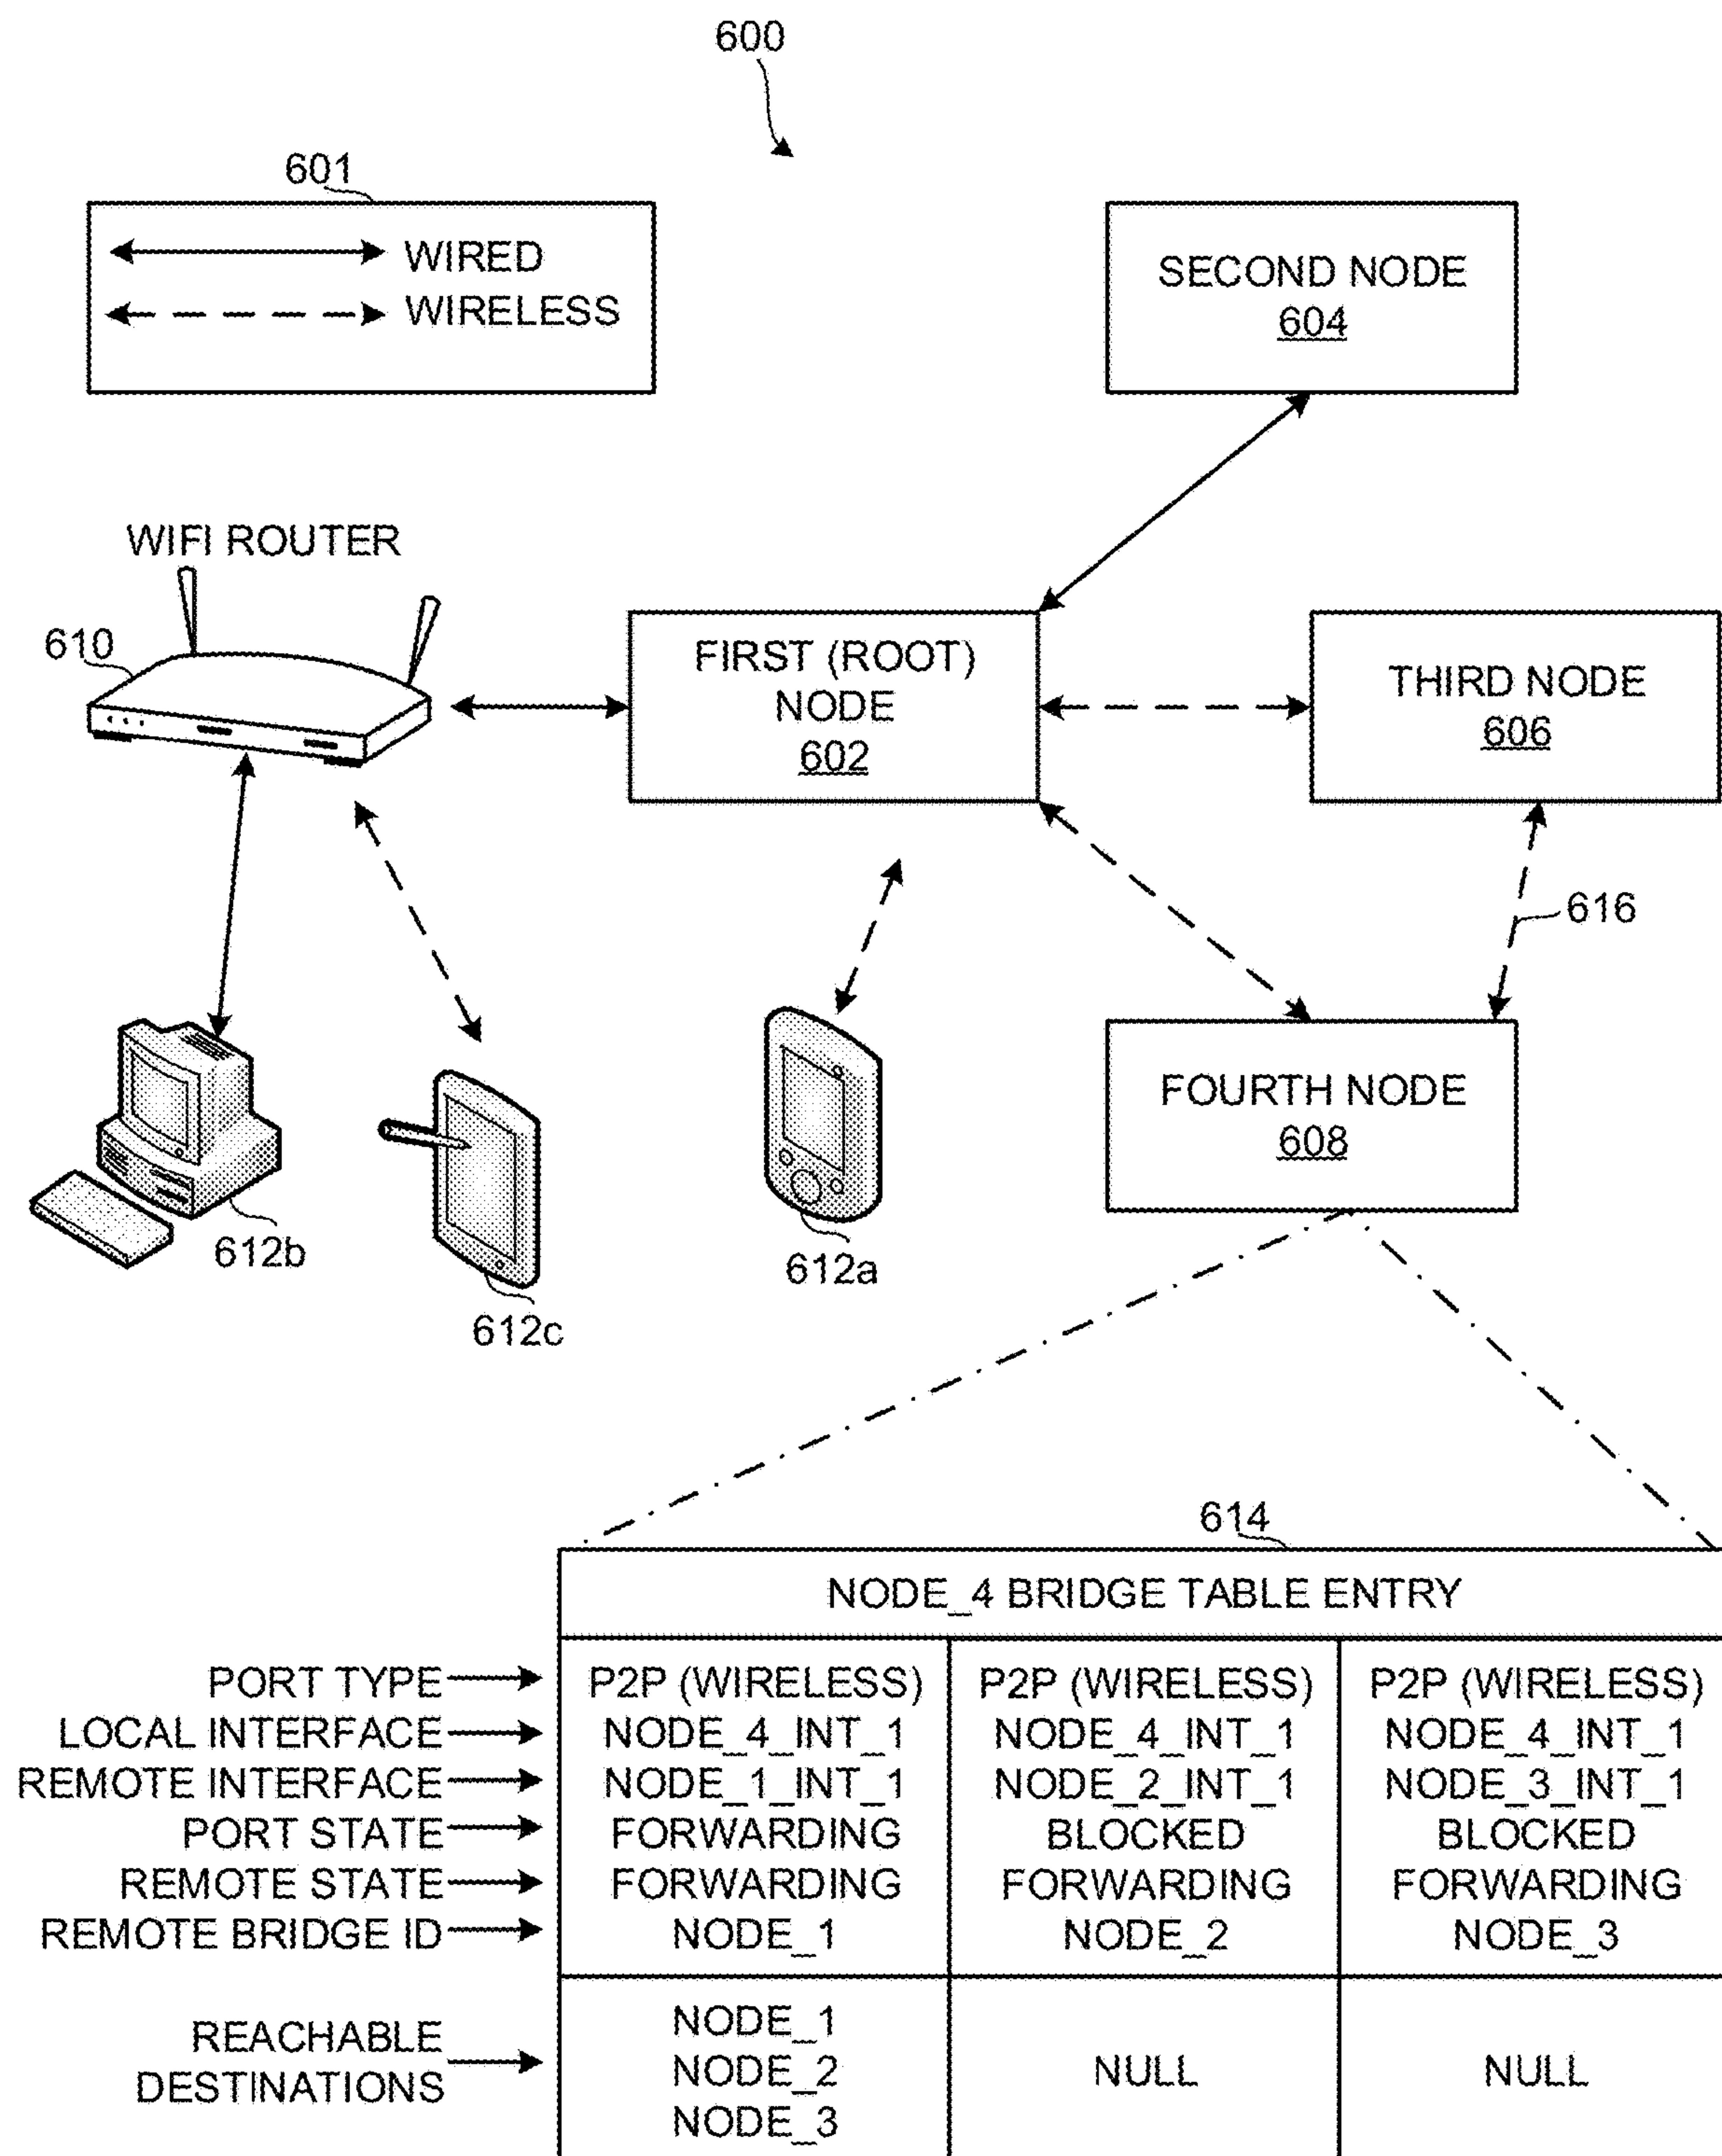 600
601
WIRED
WIRELESS
SECOND NODE
604
WIFI ROUTER
610
FIRST (ROOT)
NODE
602
THIRD NODE
606
616
FOURTH NODE
608
612b
612c
612a
614
NODE_4 BRIDGE TABLE ENTRY
PORT TYPE P2P (WIRELESS) P2P (WIRELESS) P2P (WIRELESS)
LOCAL INTERFACE NODE_4_INT_1 NODE_4_INT_1 NODE_4_INT_1
REMOTE INTERFACE NODE_1_INT_1 NODE_2_INT_1 NODE_3_INT_1
PORT STATE FORWARDING BLOCKED BLOCKED
REMOTE STATE FORWARDING FORWARDING FORWARDING
REMOTE BRIDGE ID NODE_1 NODE_2 NODE_3
REACHABLE
DESTINATIONS
NODE_1
NODE_2
NODE_3
NULL
NULL